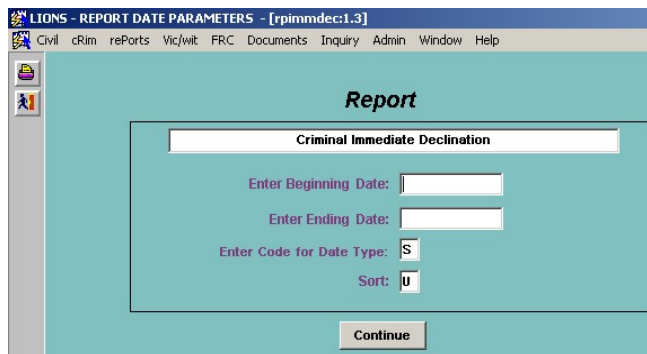 LIONS - REPORT DATE PARAMETERS - [rpimmdec:1.3]
Civil cRim rePorts Vic/wit FRC Documents Inquiry Admin Window Help
Report
Criminal Immediate Declination
Enter Beginning Date:
Enter Ending Date:
Enter Code for Date Type: S
Sort: U
Continue